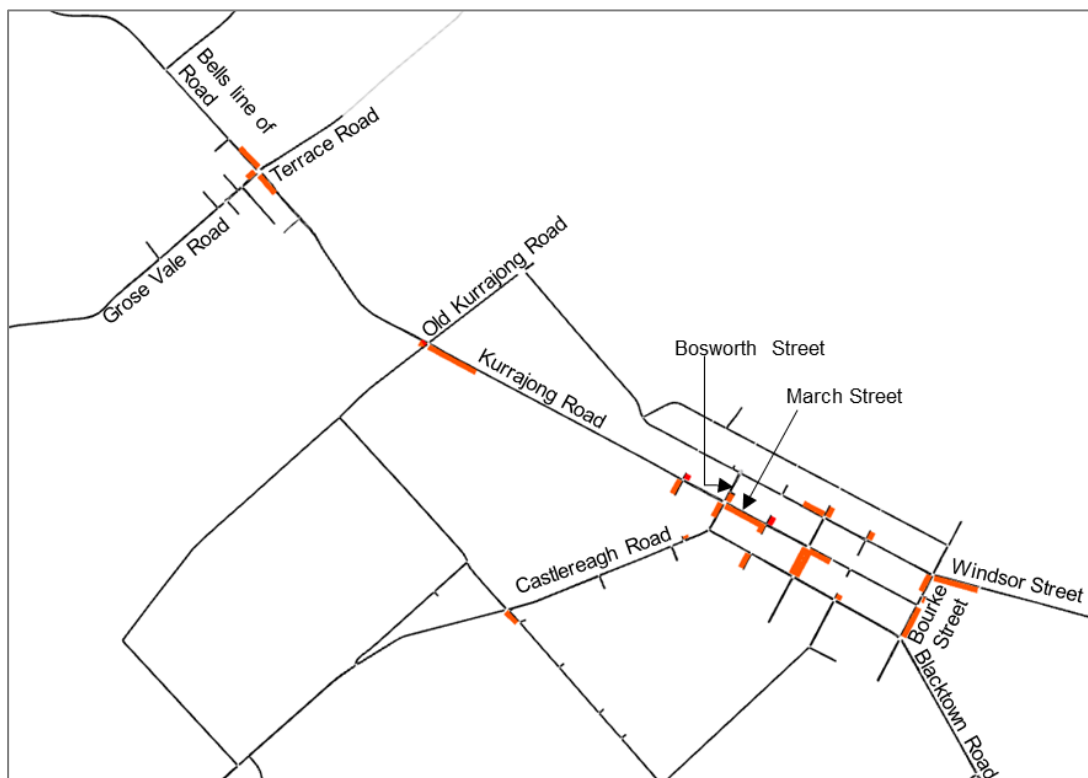 Bells line of
Road
Terrace Road
Grose Vale Road
Old Kurrajong Road
Kurrajong Road
Bosworth Street
March Street
Castlereagh Road
Windsor Street
Bourke
Street
Blacktown Road